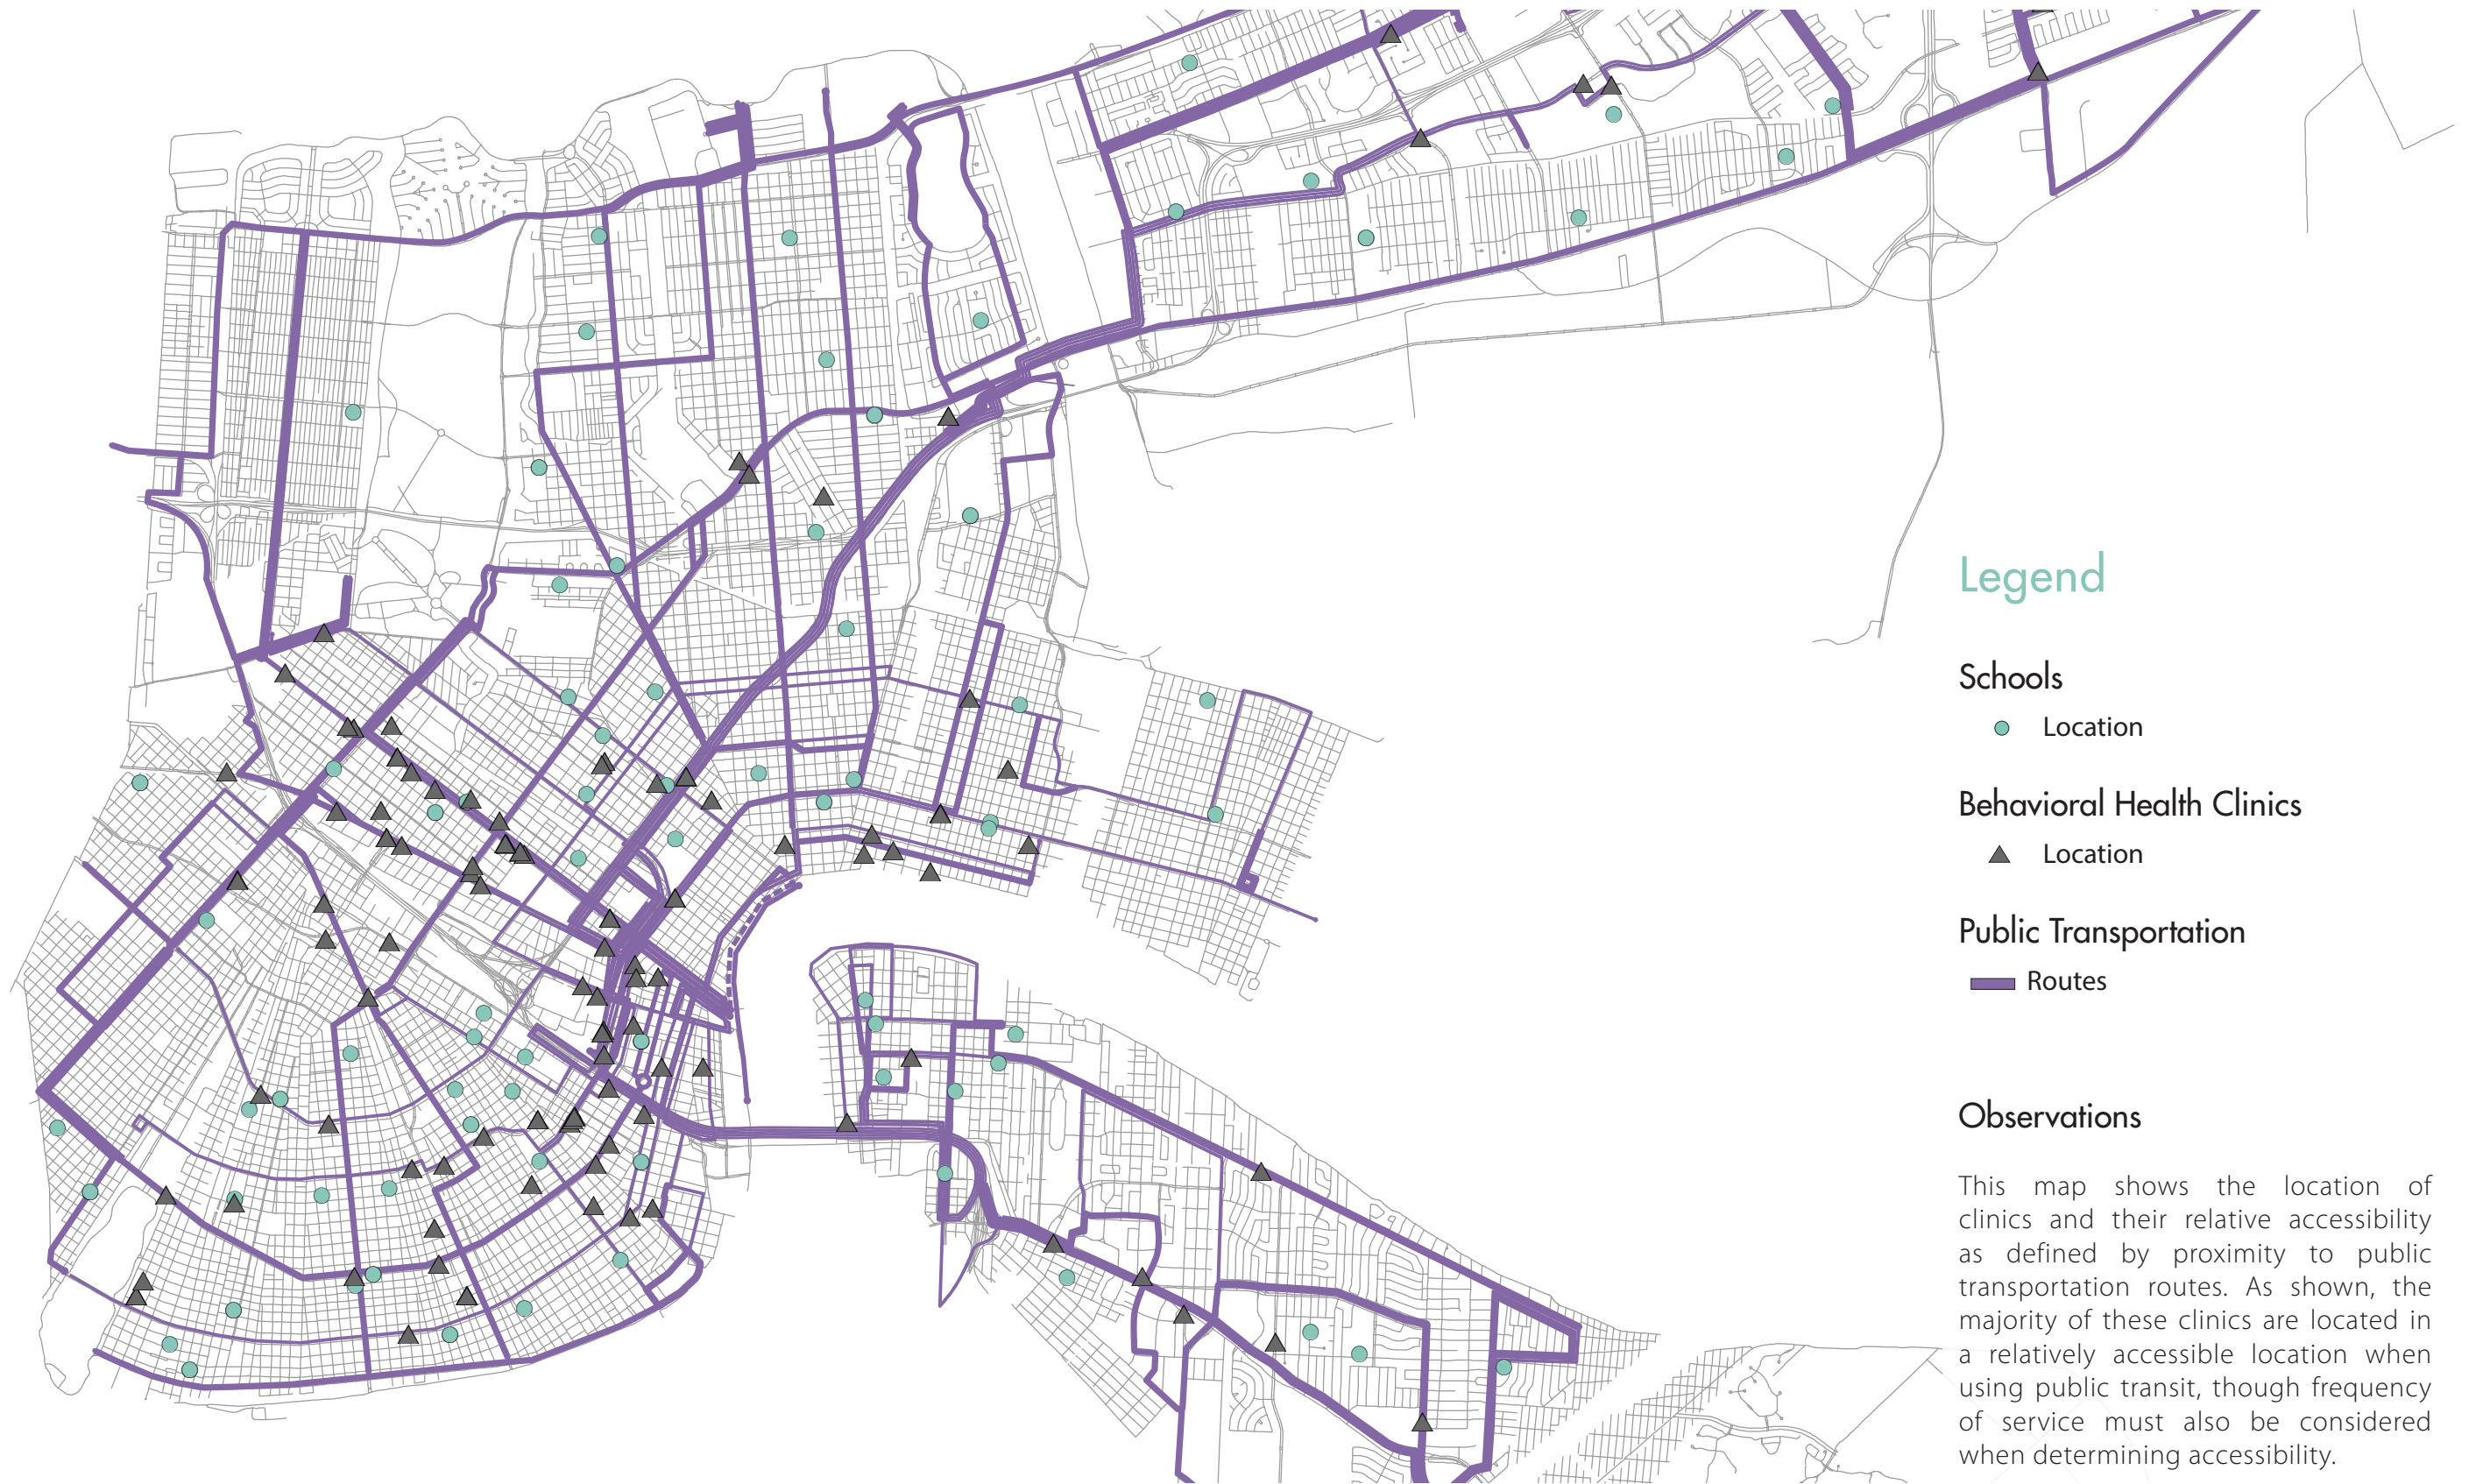 Legend
Schools
Location
Behavioral Health Clinics
Location
Public Transportation
Routes
Observations
This map shows the location of
clinics and their relative accessibility
as defined by proximity to public
transportation routes. As shown, the
majority of these clinics are located in
a relatively accessible location when
using public transit, though frequency
of service must also be considered
when determining accessibility.